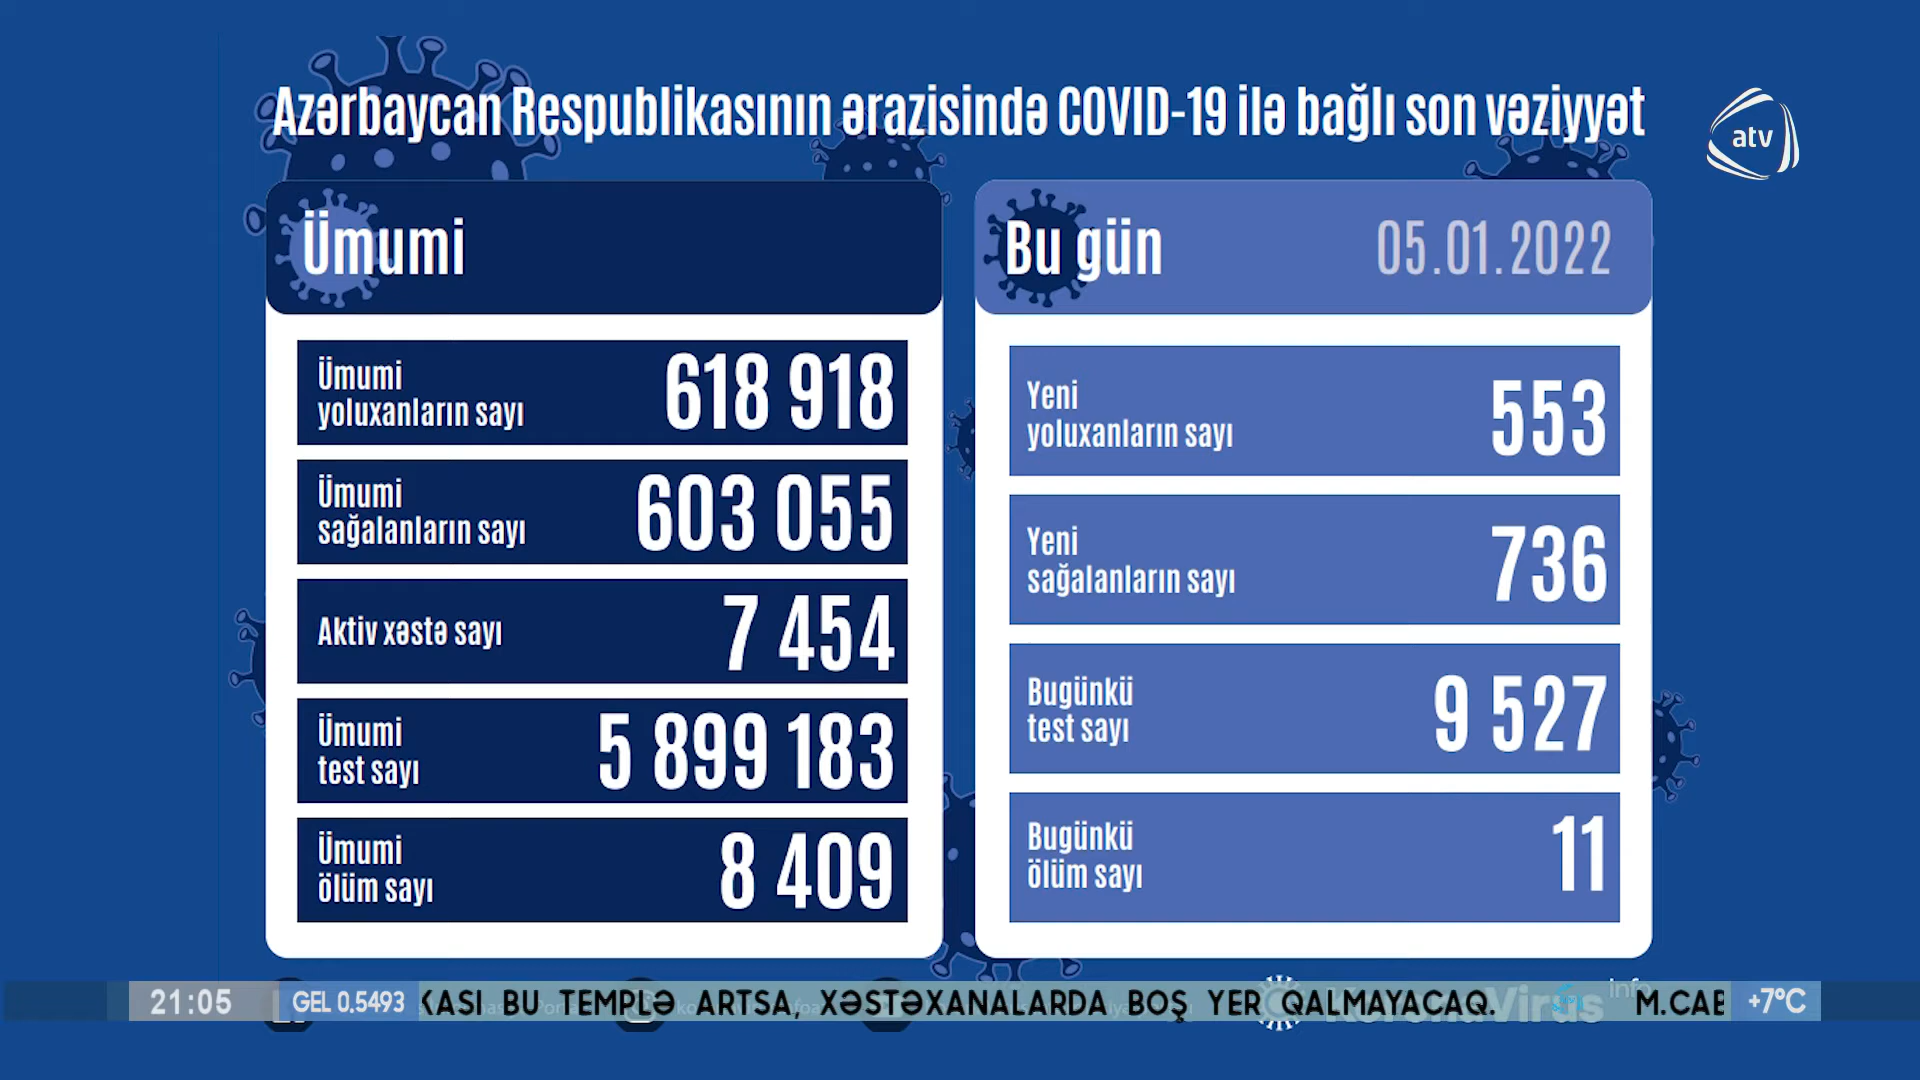 Azərbaycan Respublikasının ərazisində COVID-19 ilə bağlı son vəziyyət
atv
Ümumi
Ümumi
yoluxanların sayı
618 918
Ümumi
sağalanların sayı
603 055
Aktiv xəstə sayı
7 454
Ümumi
test sayı
5 899 183
Ümumi
ölüm sayı
8 409
Bu gün
05.01.2022
Yeni
yoluxanların sayı
553
Yeni
sağalanların sayı
736
Bugünkü
test sayı
9 527
Bugünkü
ölüm sayı
11
KoronaVirus
info
21:05
GEL 0.5493
KASI BU TEMPLƏ ARTSA, XƏSTƏXANALARDA BOŞ YER QALMAYACAQ.
M.CAB
+7°C